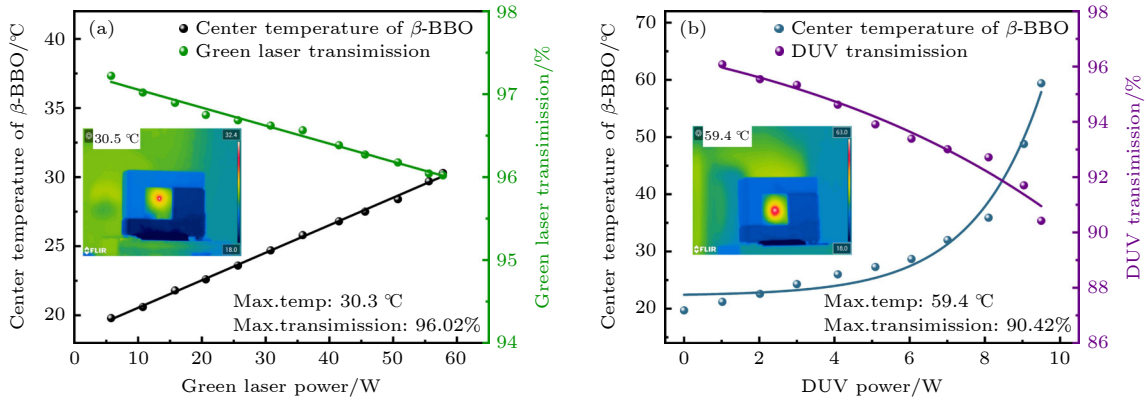 (a)
Center temperature of β-BBO
Green laser transimission
30.5 ℃
32.4
18.0
FLIR
Max.temp: 30.3 ℃
Max.transimission: 96.02%
Center temperature of β-BBO/℃
40
35
30
25
20
Green laser transmission/%
98
97
96
95
94
0 10 20 30 40 50 60
Green laser power/W
(b)
Center temperature of β-BBO
DUV transimission
59.4 ℃
63.0
18.0
FLIR
Max.temp: 59.4 ℃
Max.transimission: 90.42%
Center temperature of β-BBO/℃
70
60
50
40
30
20
DUV transmission/%
98
96
94
92
90
88
86
0 2 4 6 8 10
DUV power/W